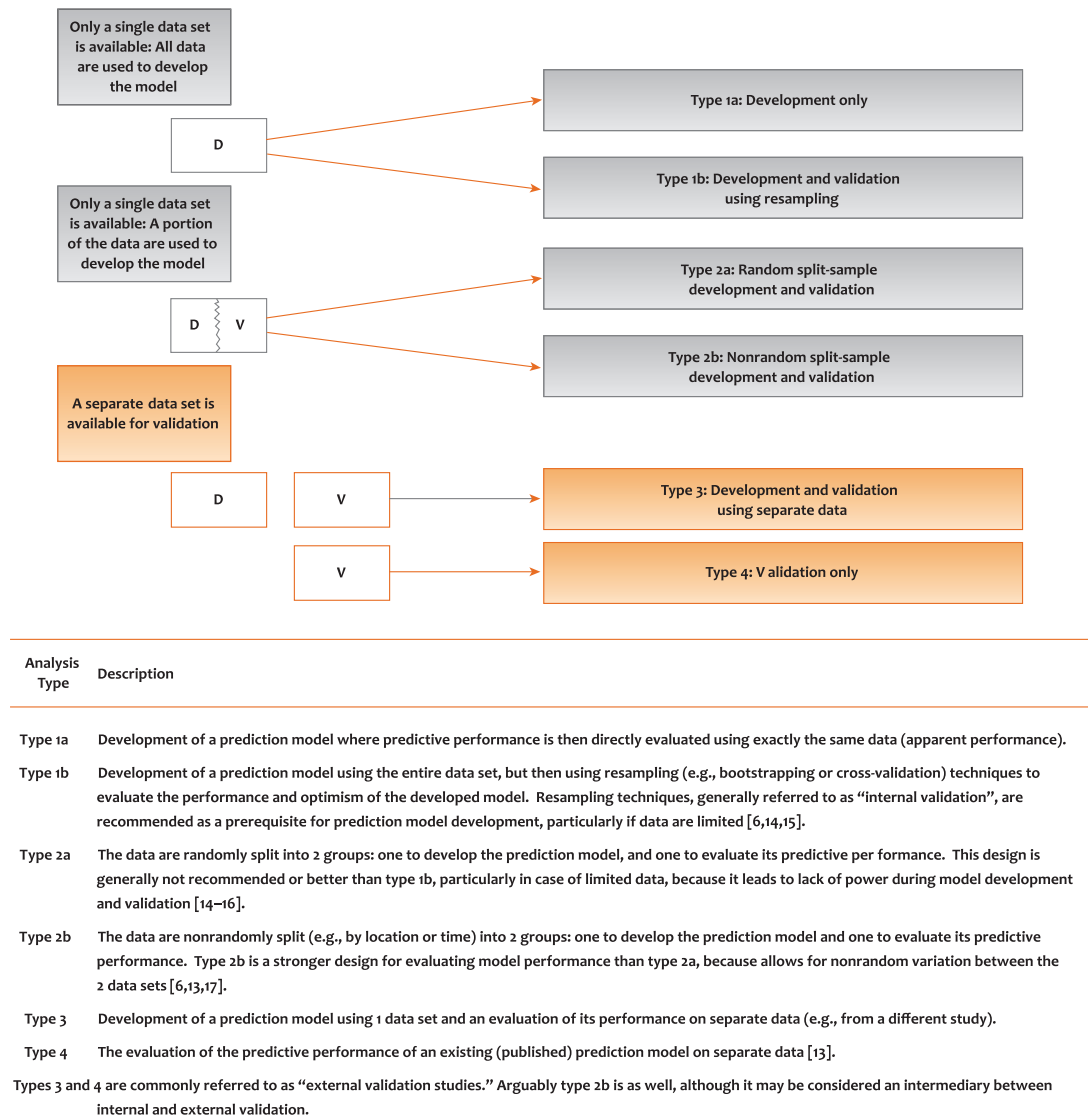 Only a single data set
is available: All data
are used to develop
the model
Type 1a: Development only
D
Type 1b: Development and validation
using resampling
Only a single data set
is available: A portion
of the data are used to
develop the model
Type 2a: Random split-sample
development and validation
D V
Type 2b: Nonrandom split-sample
development and validation
A separate data set is
available for validation
D V
Type 3: Development and validation
using separate data
V
Type 4: V alidation only
Analysis
Type
Description
Type 1a Development of a prediction model where predictive performance is then directly evaluated using exactly the same data (apparent performance).
Type 1b Development of a prediction model using the entire data set, but then using resampling (e.g., bootstrapping or cross-validation) techniques to
evaluate the performance and optimism of the developed model. Resampling techniques, generally referred to as “internal validation”, are
recommended as a prerequisite for prediction model development, particularly if data are limited [6,14,15].
Type 2a The data are randomly split into 2 groups: one to develop the prediction model, and one to evaluate its predictive per formance. This design is
generally not recommended or better than type 1b, particularly in case of limited data, because it leads to lack of power during model development
and validation [14–16].
Type 2b The data are nonrandomly split (e.g., by location or time) into 2 groups: one to develop the prediction model and one to evaluate its predictive
performance. Type 2b is a stronger design for evaluating model performance than type 2a, because allows for nonrandom variation between the
2 data sets [6,13,17].
Type 3 Development of a prediction model using 1 data set and an evaluation of its performance on separate data (e.g., from a different study).
Type 4 The evaluation of the predictive performance of an existing (published) prediction model on separate data [13].
Types 3 and 4 are commonly referred to as “external validation studies.” Arguably type 2b is as well, although it may be considered an intermediary between
internal and external validation.